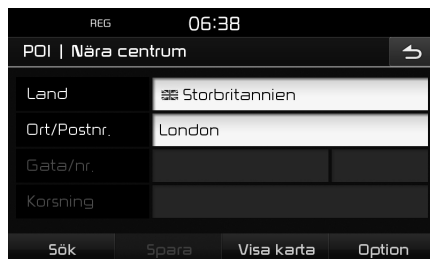 REG 06:38
POI | Nära centrum
Land Storbritannien
Ort/Postnr. London
Gata/nr.
Korsning
Sök Spara Visa karta Option